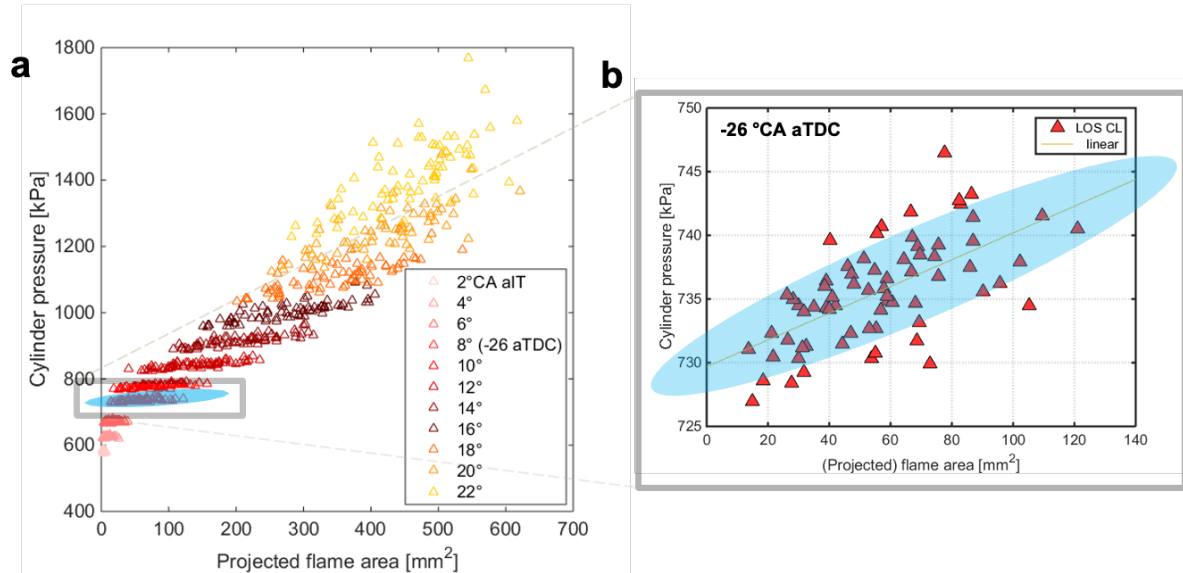 a
1800
1600
1400
1200
1000
800
600
400
0 100 200 300 400 500 600 700
Cylinder pressure [kPa]
Projected flame area [mm²]
2°CA aIT
4°
6°
8° (-26 aTDC)
10°
12°
14°
16°
18°
20°
22°
b
-26 °CA aTDC
LOS CL
linear
750
745
740
735
730
725
0 20 40 60 80 100 120 140
Cylinder pressure [kPa]
(Projected) flame area [mm²]